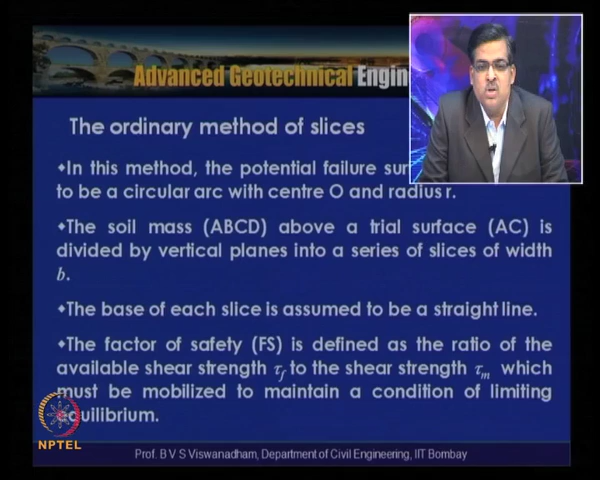 Advanced Geotechnical Engin
The ordinary method of slices
In this method, the potential failure sur
to be a circular arc with centre O and radius r.
The soil mass (ABCD) above a trial surface (AC) is
divided by vertical planes into a series of slices of width
b.
The base of each slice is assumed to be a straight line.
The factor of safety (FS) is defined as the ratio of the
available shear strength τf to the shear strength τm which
must be mobilized to maintain a condition of limiting
equilibrium.
NPTEL
Prof. B V S Viswanadham, Department of Civil Engineering, IIT Bombay